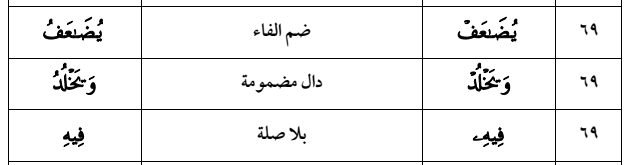 ٦٩ يُضَٰعَفْ ضم الفاء يُضَٰعَفُ
٦٩ وَيَخْلُدْ دال مضمومة وَيَخْلُدُ
٦٩ فِيهِۦ بلا صلة فِيهِ